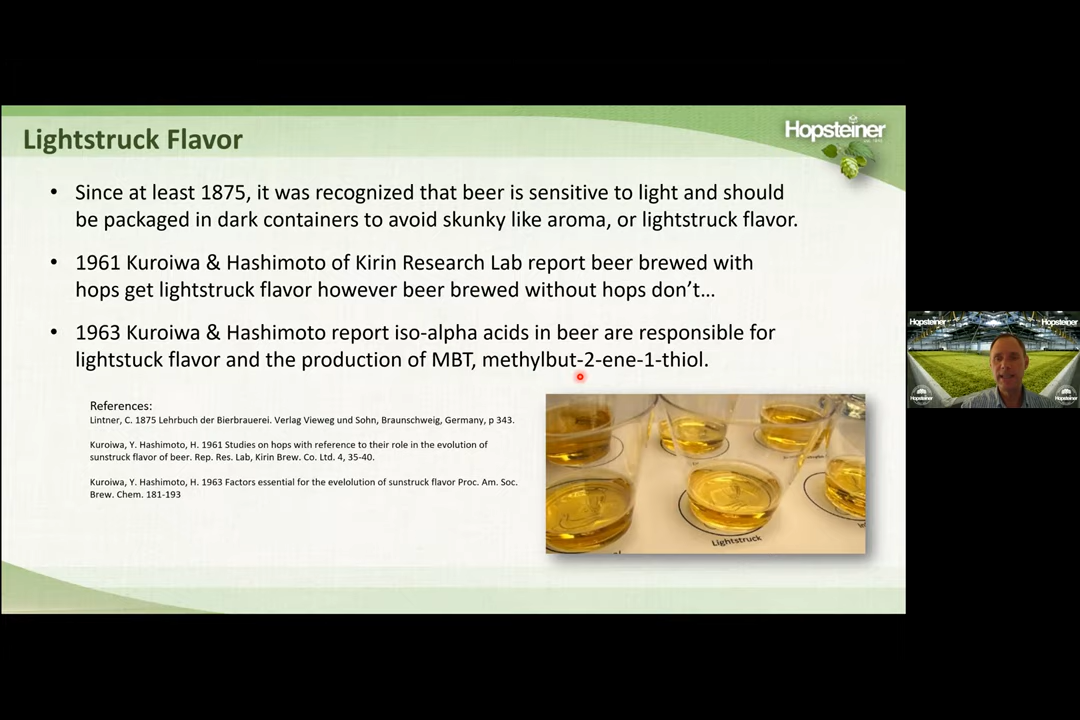 Lightstruck Flavor
Hopsteiner
• Since at least 1875, it was recognized that beer is sensitive to light and should
be packaged in dark containers to avoid skunky like aroma, or lightstruck flavor.
• 1961 Kuroiwa & Hashimoto of Kirin Research Lab report beer brewed with
hops get lightstruck flavor however beer brewed without hops don’t…
• 1963 Kuroiwa & Hashimoto report iso-alpha acids in beer are responsible for
lightstuck flavor and the production of MBT, methylbut-2-ene-1-thiol.
References:
Lintner, C. 1875 Lehrbuch der Bierbrauerei. Verlag Vieweg und Sohn, Braunschweig, Germany, p 343.
Kuroiwa, Y. Hashimoto, H. 1961 Studies on hops with reference to their role in the evolution of
sunstruck flavor of beer. Rep. Res. Lab, Kirin Brew. Co. Ltd. 4, 35-40.
Kuroiwa, Y. Hashimoto, H. 1963 Factors essential for the evelolution of sunstruck flavor Proc. Am. Soc.
Brew. Chem. 181-193
Lightstruck
Hopsteiner
Hopsteiner